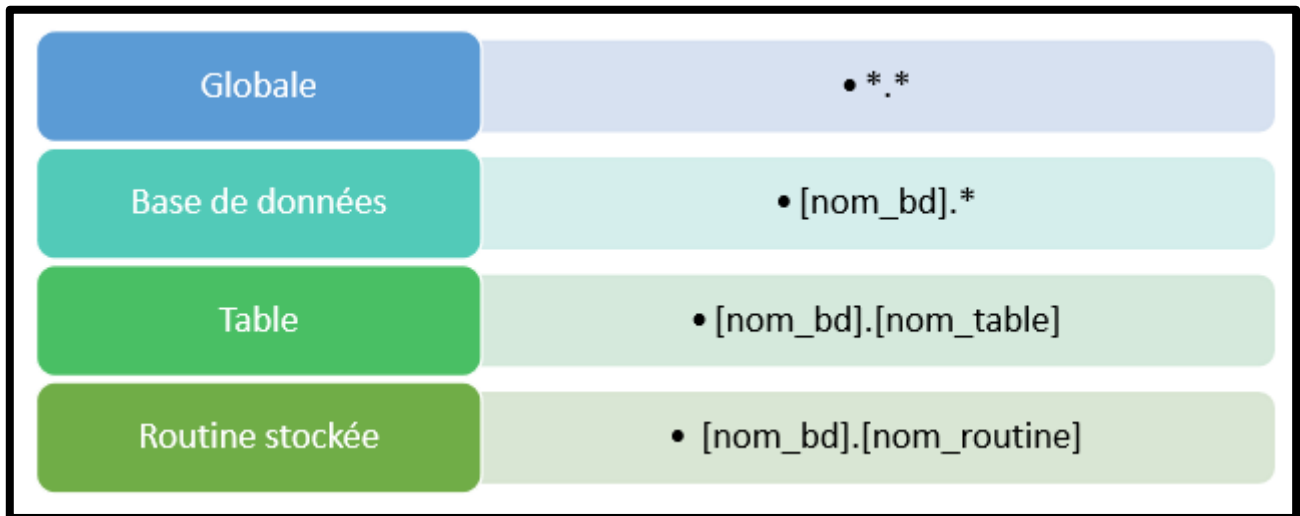 Globale
• *.*
Base de données
• [nom_bd].*
Table
• [nom_bd].[nom_table]
Routine stockée
• [nom_bd].[nom_routine]